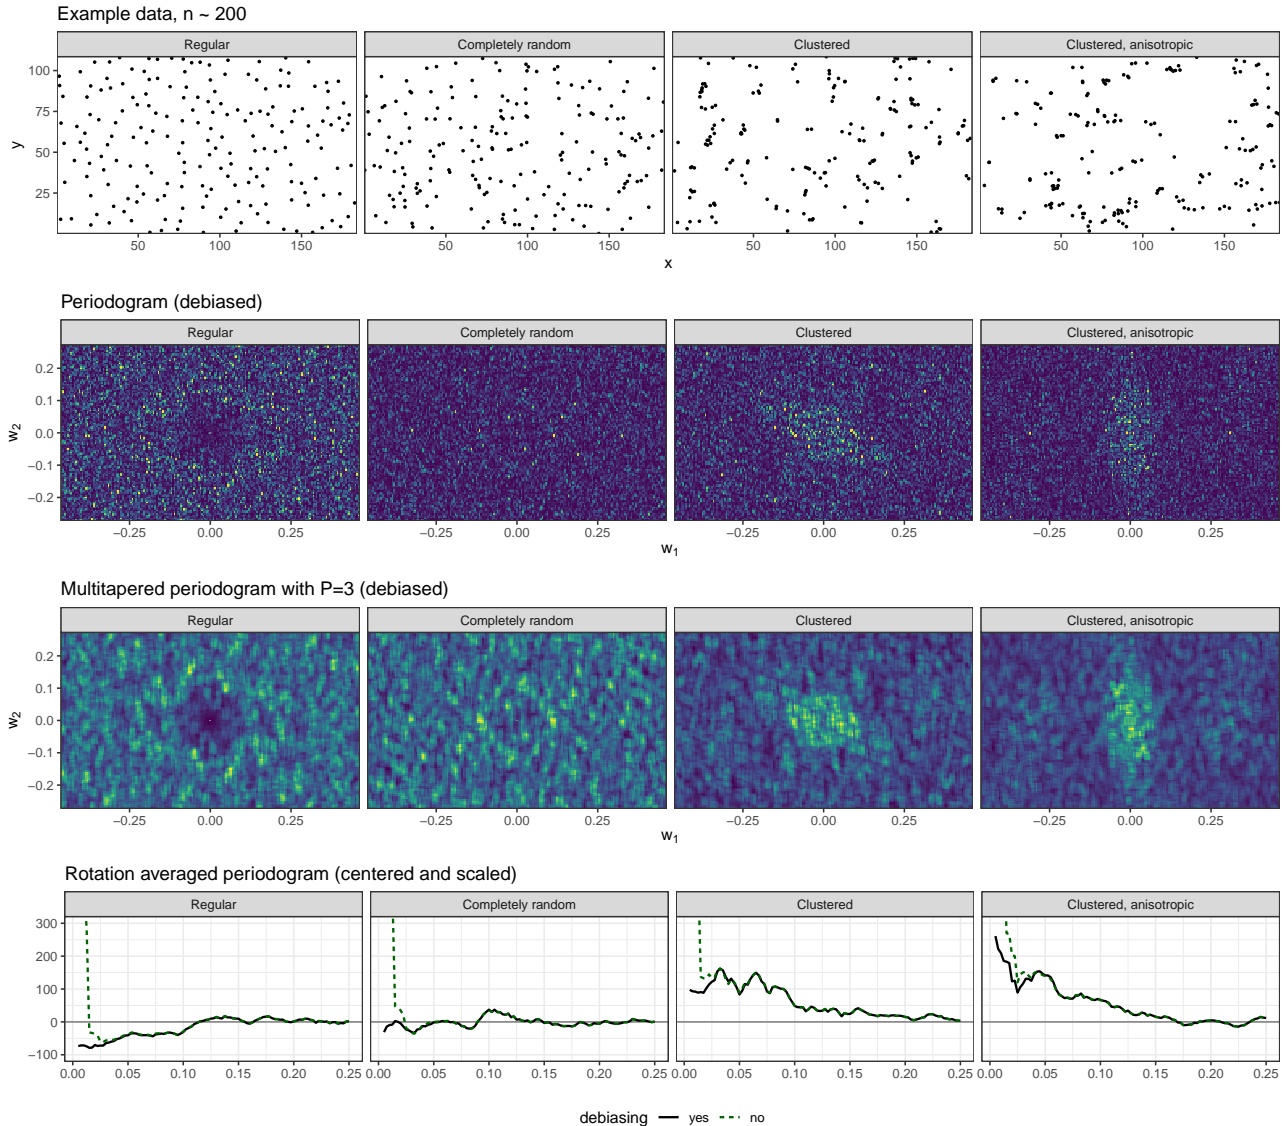 Example data, n ~ 200
Regular
Completely random
Clustered
Clustered, anisotropic
100
75
50
25
y
50 100 150
50 100 150
50 100 150
50 100 150
x
Periodogram (debiased)
Regular
Completely random
Clustered
Clustered, anisotropic
0.2
0.1
0.0
−0.1
−0.2
w2
−0.25 0.00 0.25
−0.25 0.00 0.25
−0.25 0.00 0.25
−0.25 0.00 0.25
w1
Multitapered periodogram with P=3 (debiased)
Regular
Completely random
Clustered
Clustered, anisotropic
0.2
0.1
0.0
−0.1
−0.2
w2
−0.25 0.00 0.25
−0.25 0.00 0.25
−0.25 0.00 0.25
−0.25 0.00 0.25
w1
Rotation averaged periodogram (centered and scaled)
Regular
Completely random
Clustered
Clustered, anisotropic
300
200
100
0
−100
0.00 0.05 0.10 0.15 0.20 0.25
0.00 0.05 0.10 0.15 0.20 0.25
0.00 0.05 0.10 0.15 0.20 0.25
0.00 0.05 0.10 0.15 0.20 0.25
debiasing yes no